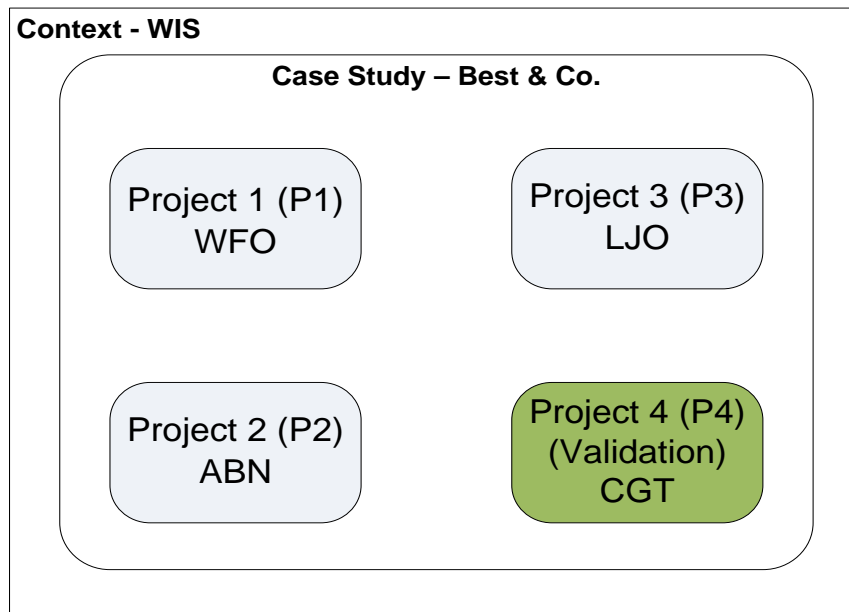 Context - WIS
Case Study – Best & Co.
Project 1 (P1)
WFO
Project 3 (P3)
LJO
Project 2 (P2)
ABN
Project 4 (P4)
(Validation)
CGT